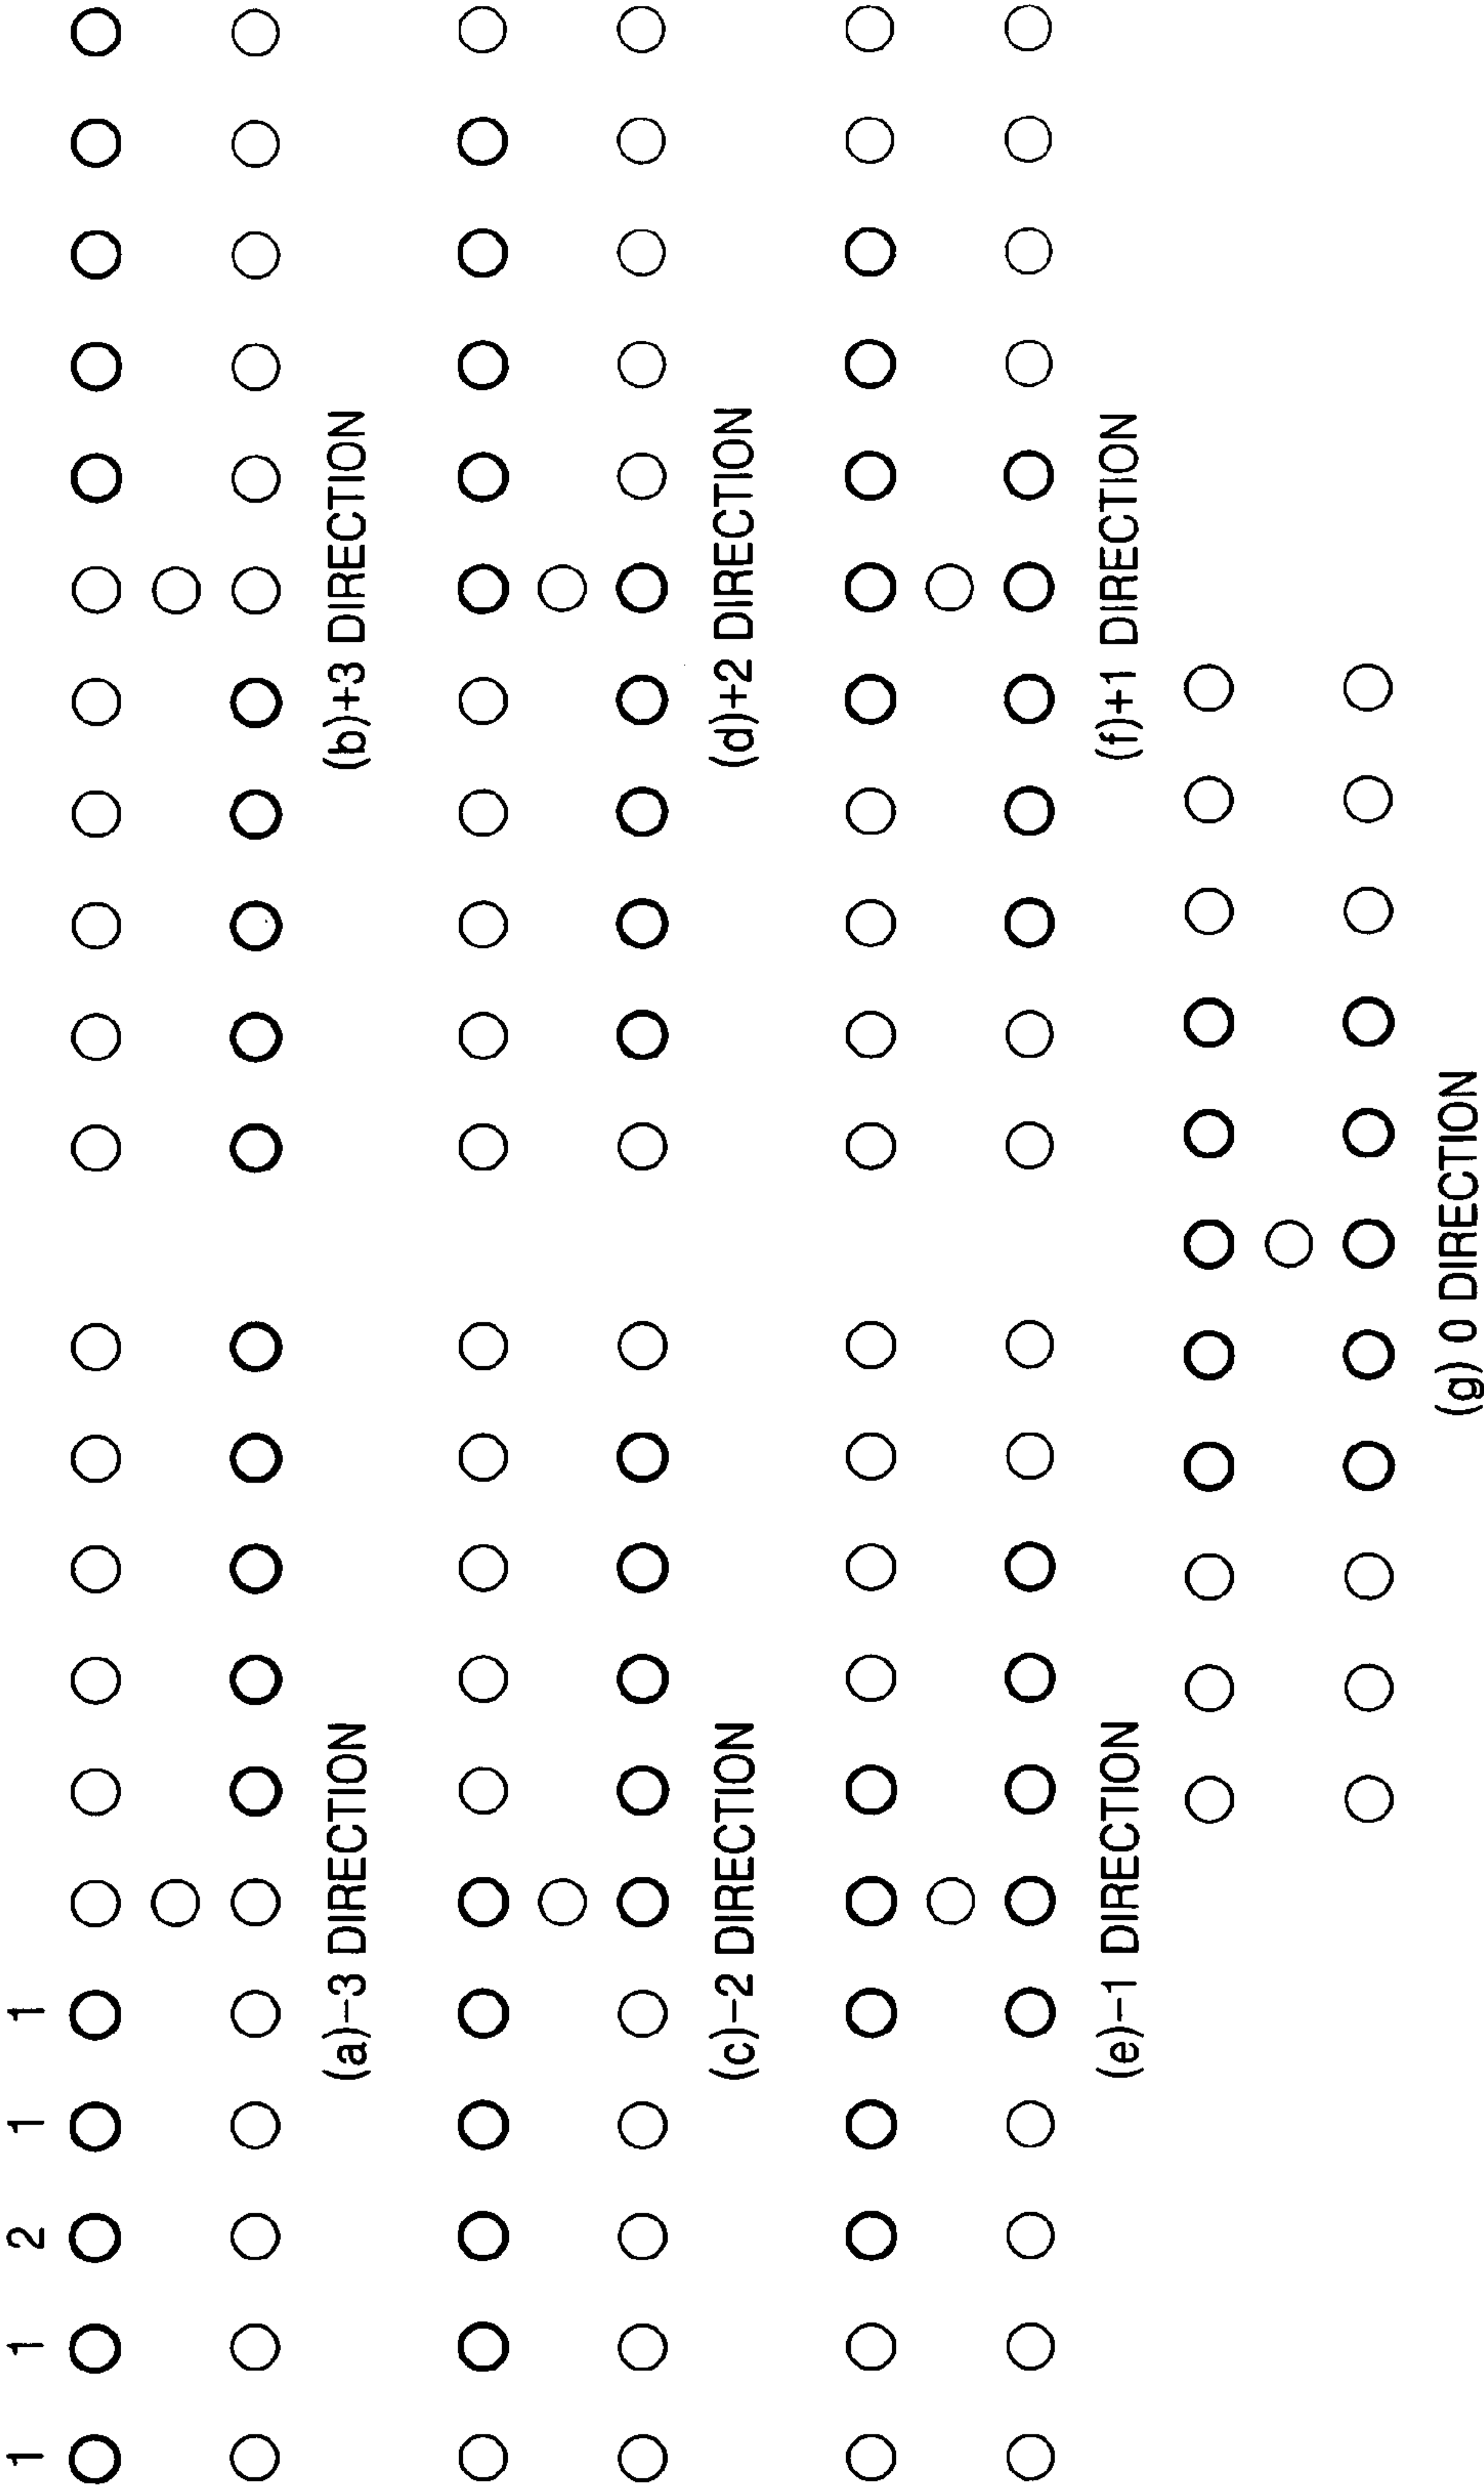 1 1 2 1 1
(a)-3 DIRECTION
(b)+3 DIRECTION
(c)-2 DIRECTION
(d)+2 DIRECTION
(e)-1 DIRECTION
(f)+1 DIRECTION
(g) 0 DIRECTION